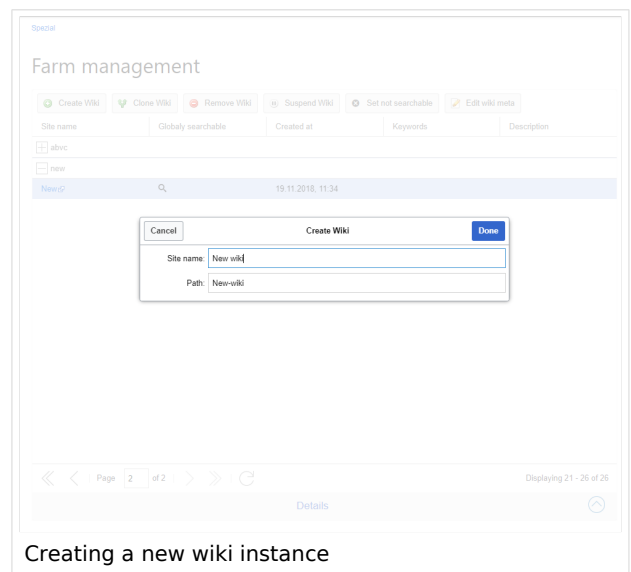 Spezial
Farm management
Create Wiki Clone Wiki Remove Wiki Suspend Wiki Set not searchable Edit wiki meta
Site name Globaly searchable Created at Keywords Description
abvc
new
New 19.11.2018, 11:34
Cancel Create Wiki Done
Site name: New wiki
Path: New-wiki
Page 2 of 2 Displaying 21 - 26 of 26
Details
Creating a new wiki instance